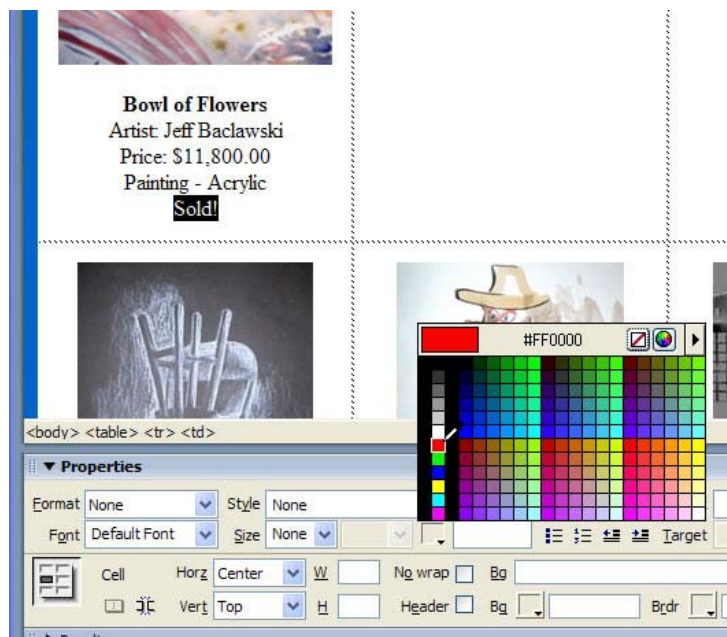 Bowl of Flowers
Artist: Jeff Baclawski
Price: $11,800.00
Painting - Acrylic
Sold!
#FF0000
<body> <table> <tr> <td>
Properties
Format None Style None
Font Default Font Size None Target
Cell Horz Center W No wrap Bg
Vert Top H Header Bg Brdr